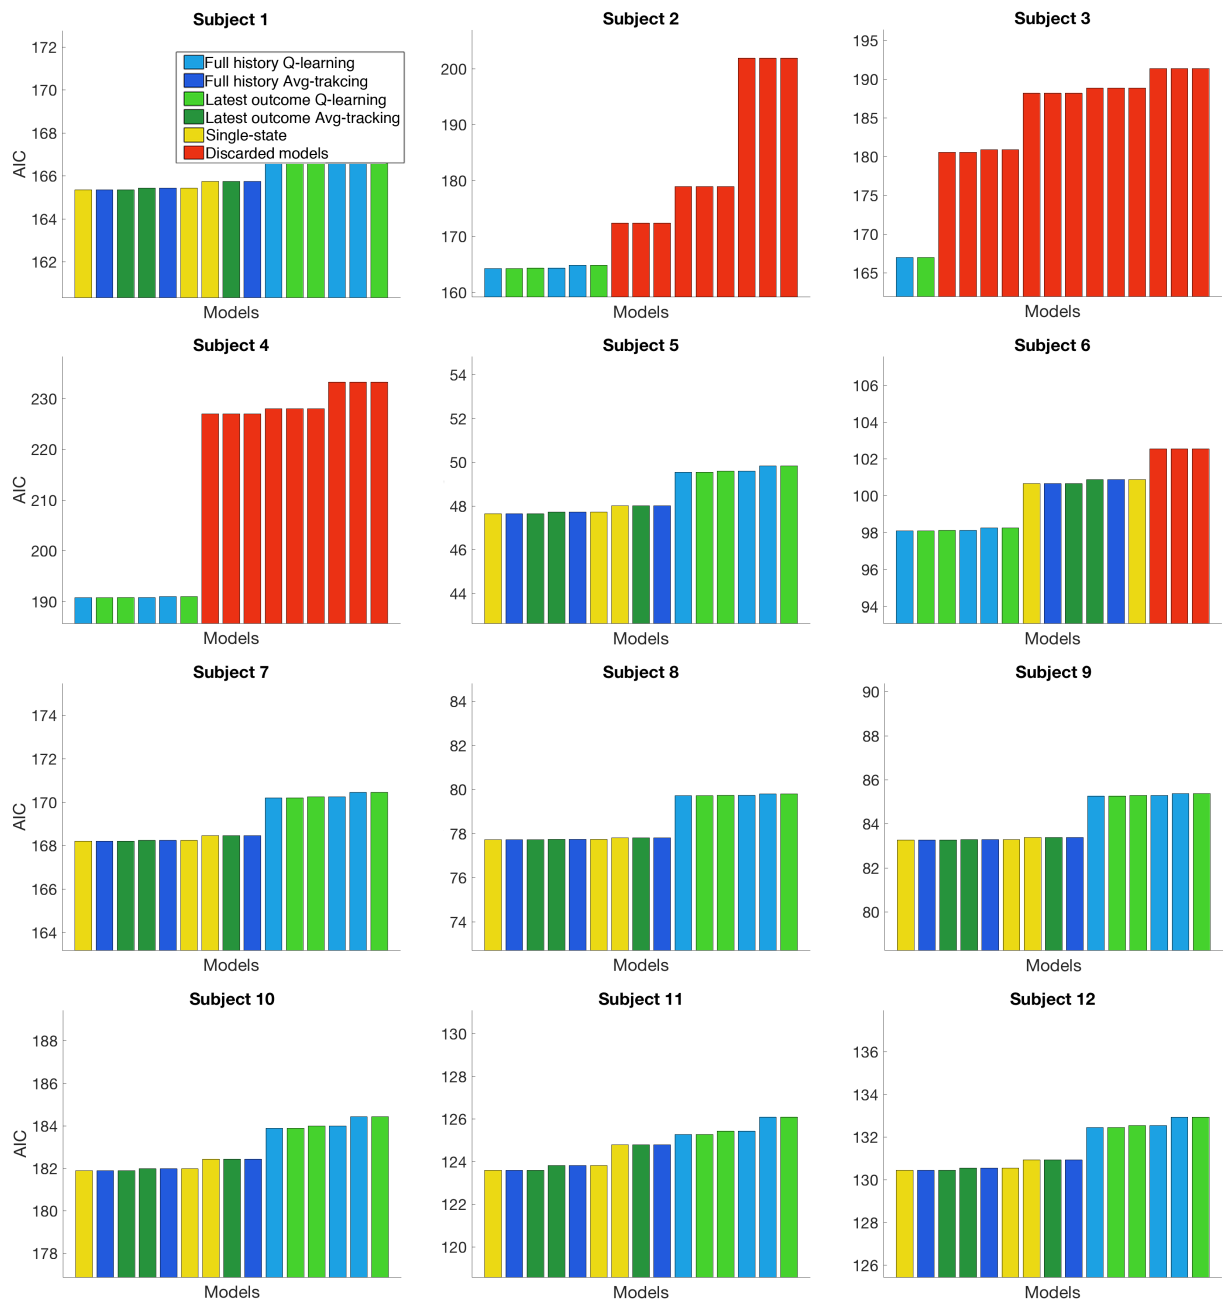 Subject 1
172
170
168
166
164
162
AIC
Full history Q-learning
Full history Avg-trakcing
Latest outcome Q-learning
Latest outcome Avg-tracking
Single-state
Discarded models
Models
Subject 2
200
190
180
170
160
Models
Subject 3
195
190
185
180
175
170
165
Models
Subject 4
230
220
210
200
190
AIC
Models
Subject 5
54
52
50
48
46
44
Models
Subject 6
106
104
102
100
98
96
94
Models
Subject 7
174
172
170
168
166
164
AIC
Models
Subject 8
84
82
80
78
76
74
Models
Subject 9
90
88
86
84
82
80
Models
Subject 10
188
186
184
182
180
178
AIC
Models
Subject 11
130
128
126
124
122
120
Models
Subject 12
136
134
132
130
128
126
Models